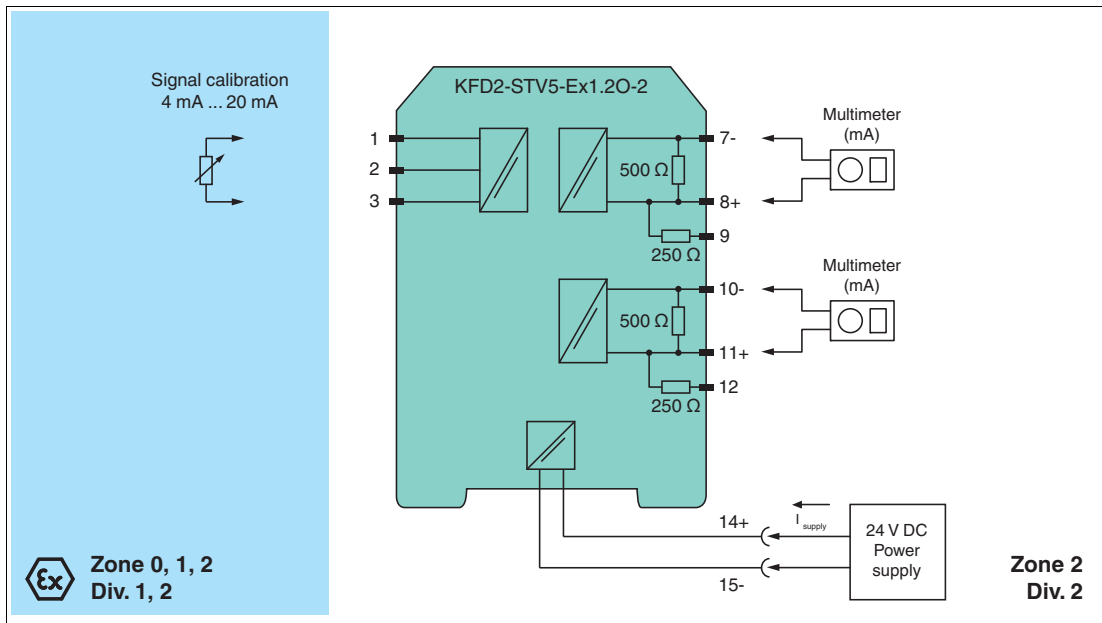 Signal calibration
4 mA ... 20 mA
KFD2-STV5-Ex1.2O-2
1
2
3
7-
500 Ω
8+
9
250 Ω
Multimeter
(mA)
10-
500 Ω
11+
12
250 Ω
Multimeter
(mA)
14+
15-
I supply
24 V DC
Power
supply
Ex
Zone 0, 1, 2
Div. 1, 2
Zone 2
Div. 2